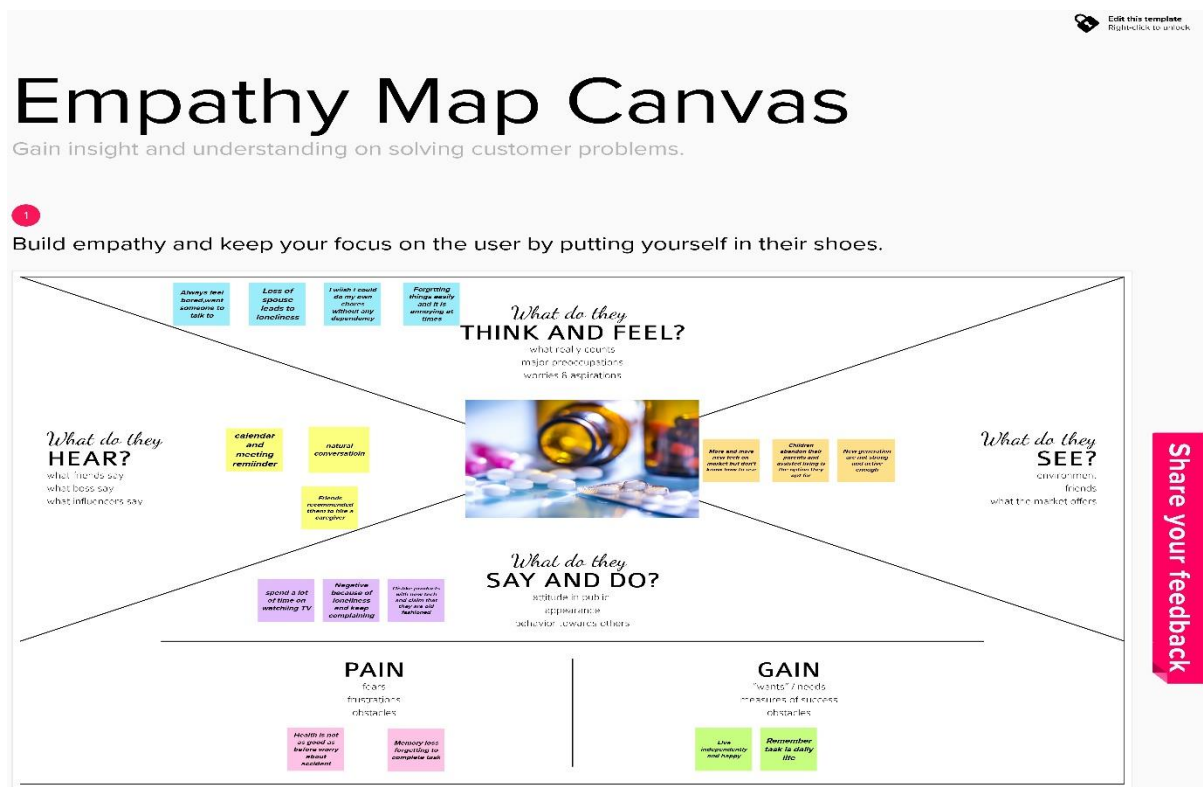 Edit this template
Right-click to unlock
Empathy Map Canvas
Gain insight and understanding on solving customer problems.
1
Build empathy and keep your focus on the user by putting yourself in their shoes.
Always feel
bored,want
someone to
talk to
Loss of
spouse
leads to
loneliness
I wiish I could
do my own
chores
without any
dependency
Forgrtting
things easily
and it is
annoying at
times
What do they
THINK AND FEEL?
what really counts
major preoccupations
worries & aspirations
What do they
HEAR?
what friends say
what boss say
what influencers say
calendar
and
meeting
remiinder
natural
conversatioin
Friends
recommended
them to hire a
caregiver
More and more
new tech on
market but don't
know how to use
Children
abandon their
parents and
assisted living is
the option they
opt for
New generation
are not strong
and active
enough
What do they
SEE?
environment
friends
what the market offers
What do they
SAY AND DO?
attitude in public
appearance
behavior towards others
spend a lot
of time on
watching TV
Negative
because of
loneliness
and keep
complaining
products
with new tech
and claim that
they are old
fashioned
PAIN
fears
frustrations
obstacles
Health is not
as good as
before worry
about
accident
Memory loss
forgetting to
complete task
GAIN
"wants" / needs
measures of success
obstacles
Live
independently
and happy
Remember
task ia daily
life
Share your feedback